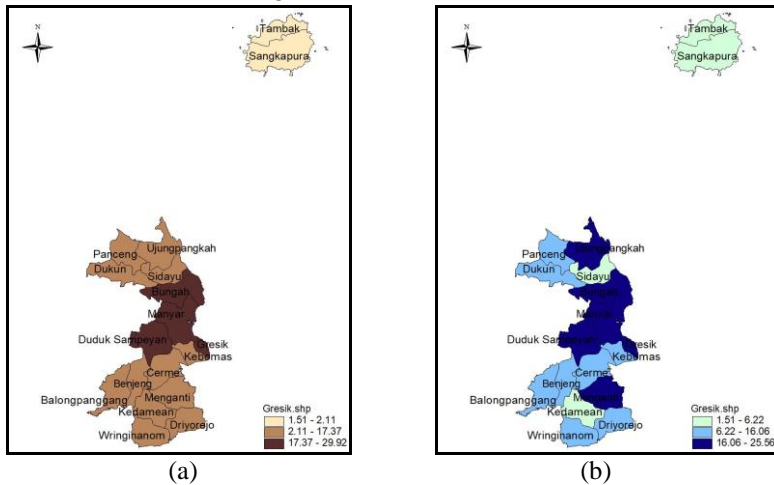 N
Tambak
Sangkapura
Ujungpangkah
Panceng
Dukun
Sidayu
Bungah
Manyar
Duduk Sampeyan
Gresik
Kebomas
Cerme
Benjeng
Balongpanggang
Menganti
Kedamean
Driyorejo
Wringinanom
Gresik.shp
1.51 - 2.11
2.11 - 17.37
17.37 - 29.92
(a)
N
Tambak
Sangkapura
Ujungpangkah
Panceng
Dukun
Sidayu
Bungah
Manyar
Duduk Sampeyan
Gresik
Kebomas
Cerme
Benjeng
Balongpanggang
Menganti
Kedamean
Driyorejo
Wringinanom
Gresik.shp
1.51 - 6.22
6.22 - 16.06
16.06 - 25.56
(b)